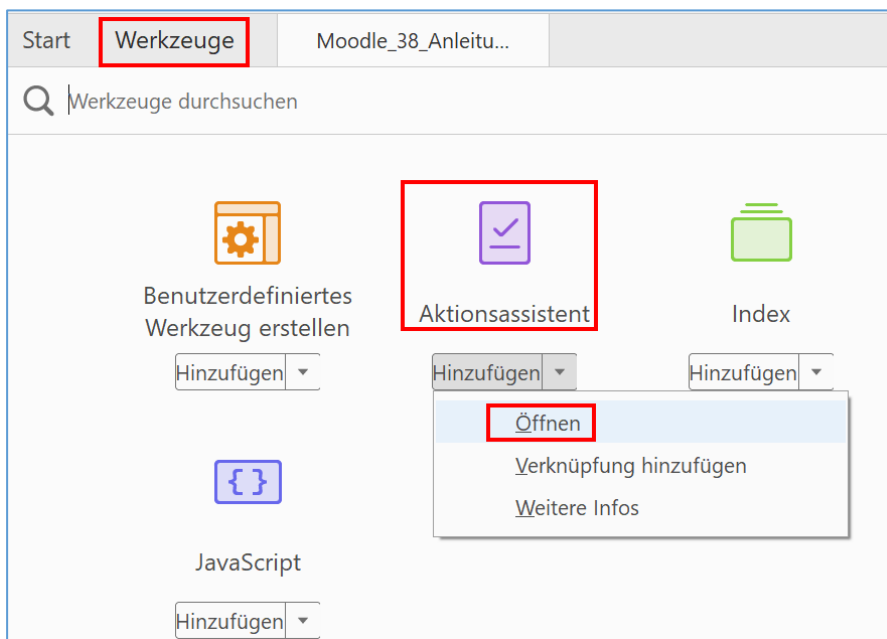 Start Werkzeuge Moodle_38_Anleitu...
Werkzeuge durchsuchen
Benutzerdefiniertes
Werkzeug erstellen
Aktionsassistent
Index
Hinzufügen
Hinzufügen
Hinzufügen
Öffnen
Verknüpfung hinzufügen
Weitere Infos
{ }
JavaScript
Hinzufügen